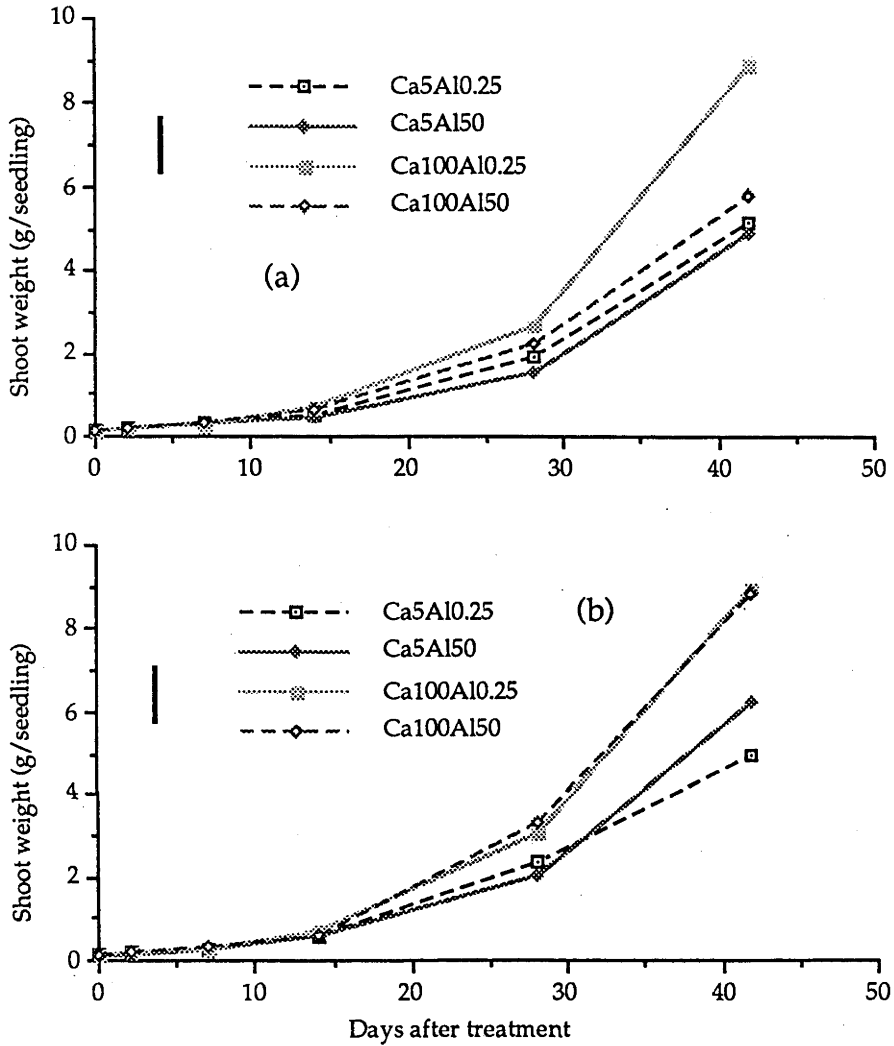 10
8
6
4
2
0
Shoot weight (g/seedling)
Ca5Al0.25
Ca5Al50
Ca100Al0.25
Ca100Al50
(a)
0 10 20 30 40 50
10
8
6
4
2
0
Shoot weight (g/seedling)
Ca5Al0.25
Ca5Al50
Ca100Al0.25
Ca100Al50
(b)
0 10 20 30 40 50
Days after treatment